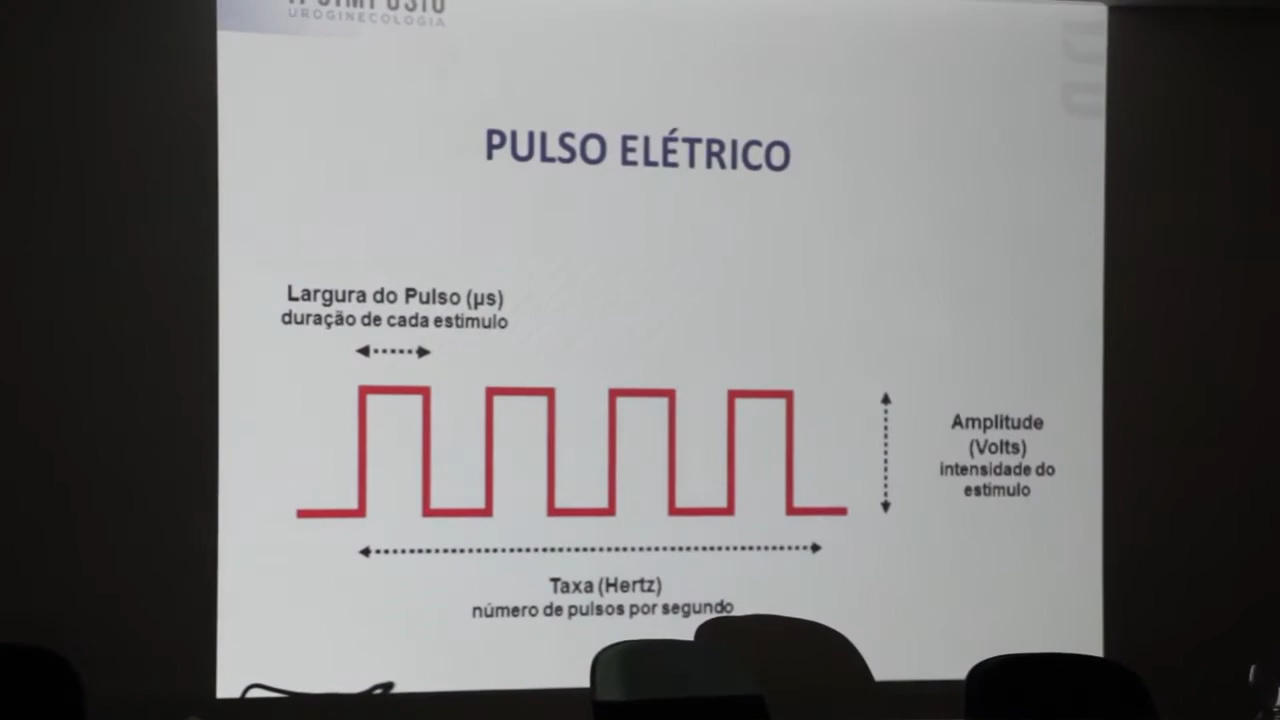 UROGINECOLOGIA
PULSO ELÉTRICO
Largura do Pulso (µs)
duração de cada estimulo
Amplitude
(Volts)
intensidade do
estimulo
Taxa (Hertz)
número de pulsos por segundo